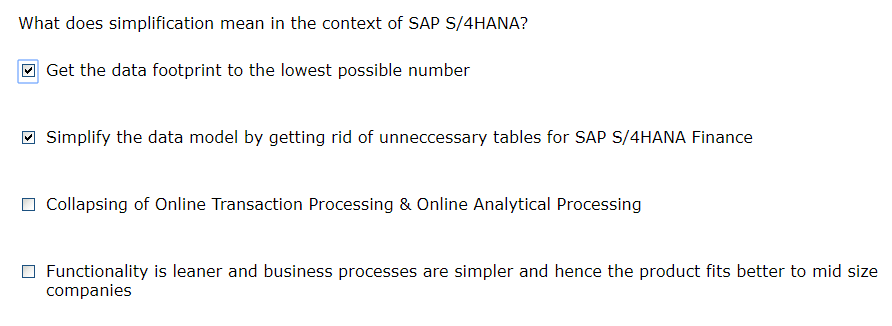 What does simplification mean in the context of SAP S/4HANA?
Get the data footprint to the lowest possible number
Simplify the data model by getting rid of unneccessary tables for SAP S/4HANA Finance
Collapsing of Online Transaction Processing & Online Analytical Processing
Functionality is leaner and business processes are simpler and hence the product fits better to mid size
companies